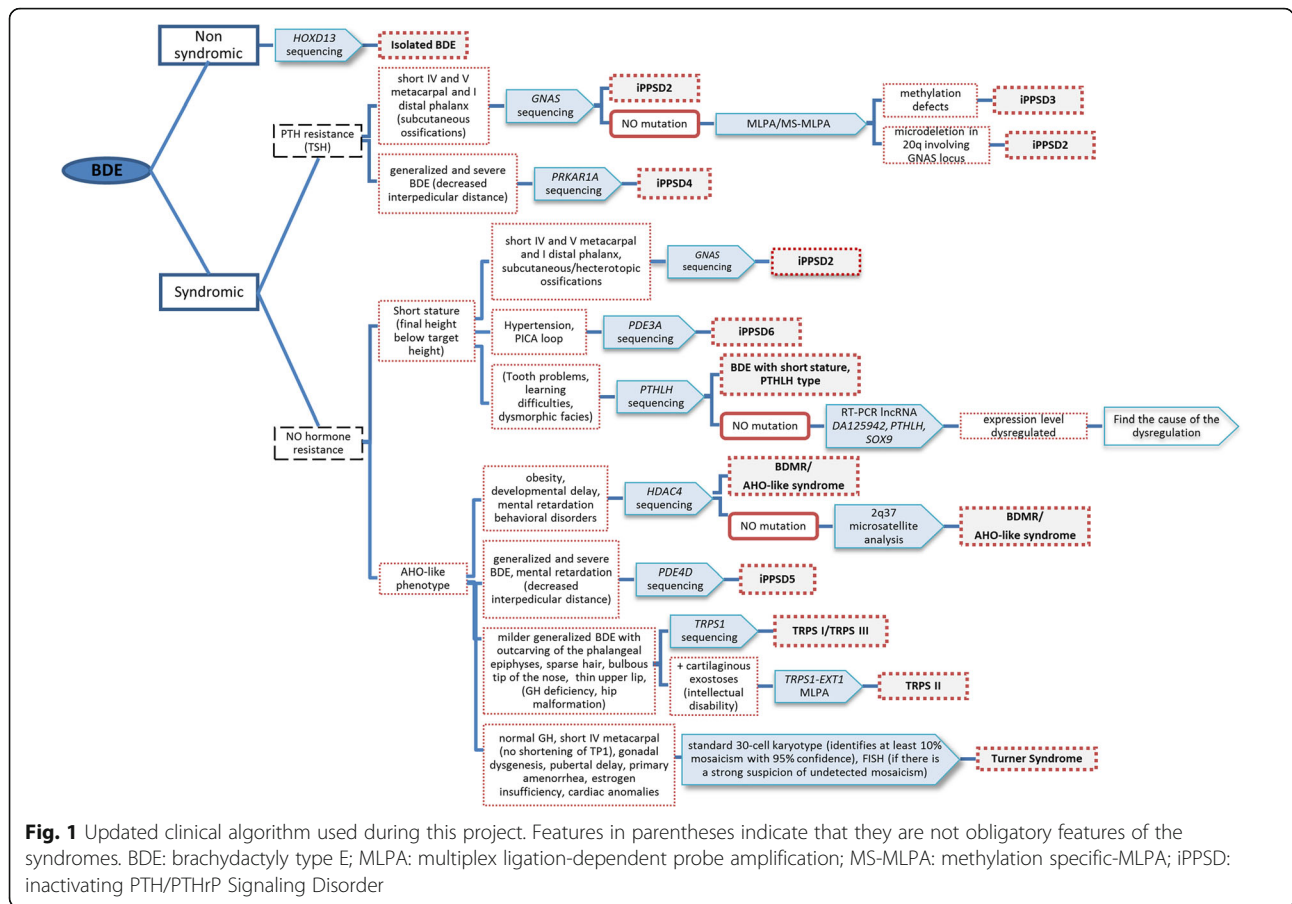 Non
syndromic
HOXD13
sequencing
Isolated BDE
BDE
Syndromic
PTH resistance
(TSH)
short IV and V
metacarpal and I
distal phalanx
(subcutaneous
ossifications)
GNAS
sequencing
iPPSD2
NO mutation
MLPA/MS-MLPA
methylation
defects
iPPSD3
microdeletion in
20q involving
GNAS locus
iPPSD2
generalized and severe
BDE (decreased
interpedicular distance)
PRKAR1A
sequencing
iPPSD4
NO hormone
resistance
Short stature
(final height
below target
height)
short IV and V metacarpal
and I distal phalanx,
subcutaneous/hecterotopic
ossifications
GNAS
sequencing
iPPSD2
Hypertension,
PICA loop
PDE3A
sequencing
iPPSD6
(Tooth problems,
learning
difficulties,
dysmorphic facies)
PTHLH
sequencing
BDE with short stature,
PTHLH type
NO mutation
RT-PCR lncRNA
DA125942, PTHLH,
SOX9
expression level
dysregulated
Find the cause of the
dysregulation
AHO-like
phenotype
obesity,
developmental delay,
mental retardation
behavioral disorders
HDAC4
sequencing
BDMR/
AHO-like syndrome
NO mutation
2q37
microsatellite
analysis
BDMR/
AHO-like syndrome
generalized and severe
BDE, mental retardation
(decreased
interpedicular distance)
PDE4D
sequencing
iPPSD5
milder generalized BDE with
outcarving of the phalangeal
epiphyses, sparse hair, bulbous
tip of the nose, thin upper lip,
(GH deficiency, hip
malformation)
TRPS1
sequencing
TRPS I/TRPS III
+ cartilaginous
exostoses
(intellectual
disability)
TRPS1-EXT1
MLPA
TRPS II
normal GH, short IV metacarpal
(no shortening of TP1), gonadal
dysgenesis, pubertal delay, primary
amenorrhea, estrogen
insufficiency, cardiac anomalies
standard 30-cell karyotype (identifies at least 10%
mosaicism with 95% confidence), FISH (if there is
a strong suspicion of undetected mosaicism)
Turner Syndrome
Fig. 1 Updated clinical algorithm used during this project. Features in parentheses indicate that they are not obligatory features of the
syndromes. BDE: brachydactyly type E; MLPA: multiplex ligation-dependent probe amplification; MS-MLPA: methylation specific-MLPA; iPPSD:
inactivating PTH/PTHrP Signaling Disorder